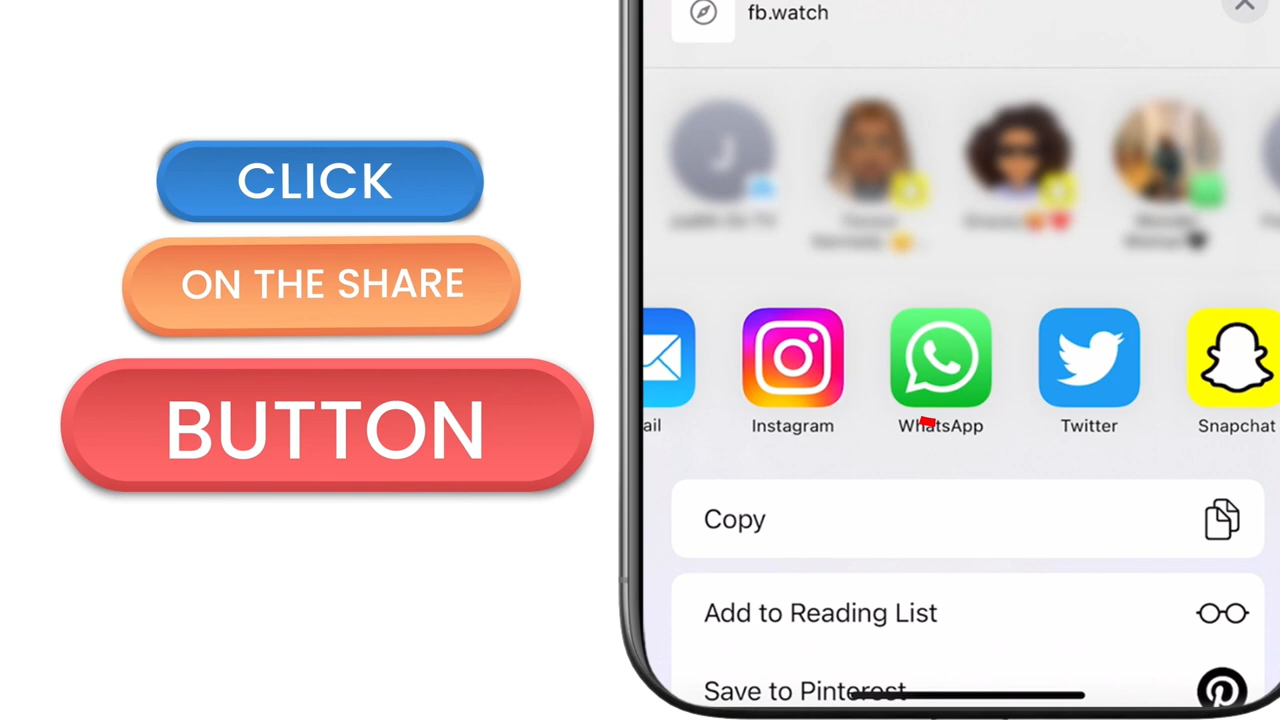 CLICK
ON THE SHARE
BUTTON
fb.watch
ail
Instagram
WhatsApp
Twitter
Snapchat
Copy
Add to Reading List
Save to Pinterest